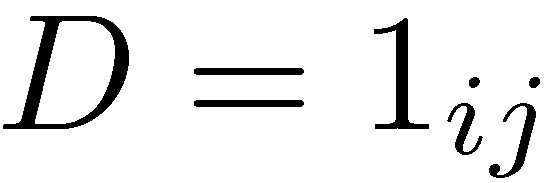 D = 1_{ij}